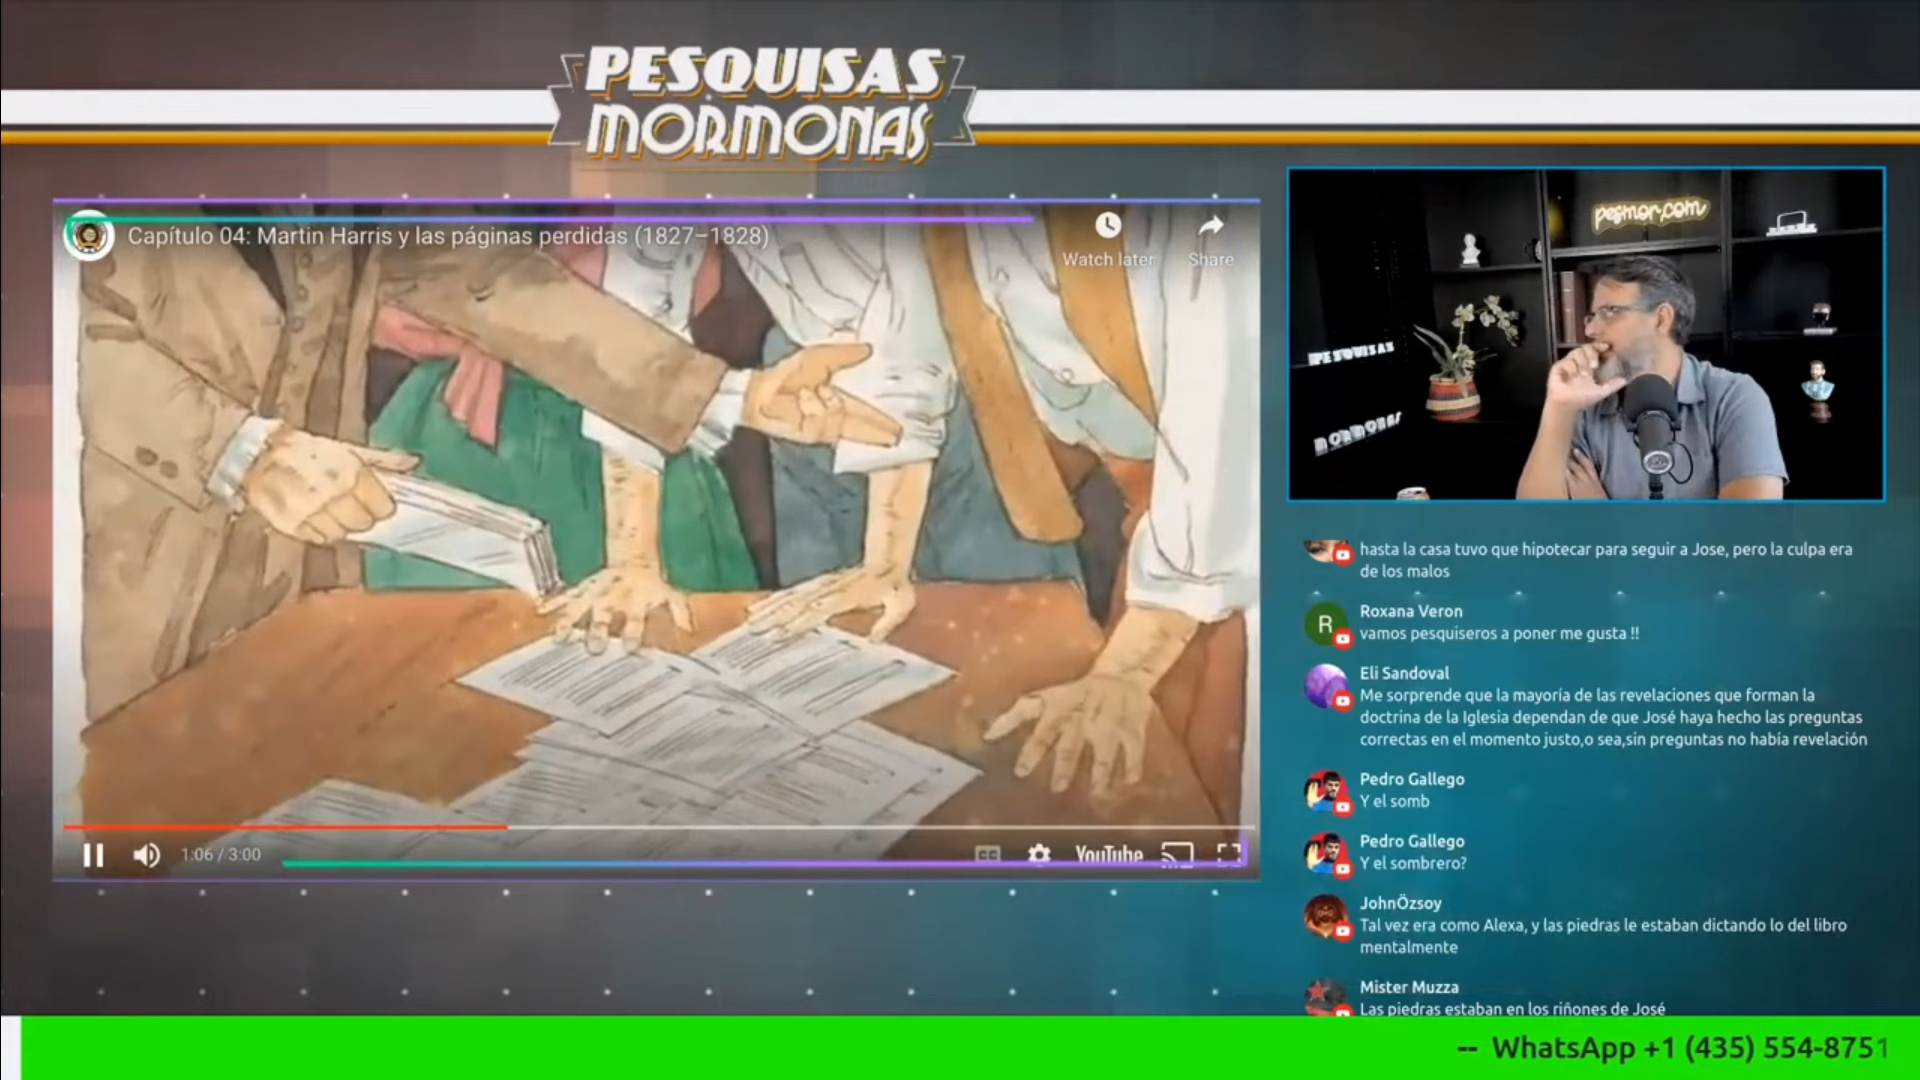 PESQUISAS
MORMONAS
Capítulo 04: Martin Harris y las páginas perdidas (1827–1828)
Watch later
Share
1:06 / 3:00
CC
YouTube
pesmor.com
PESQUISAS
MORMONAS
hasta la casa tuvo que hipotecar para seguir a Jose, pero la culpa era
de los malos
R
Roxana Veron
vamos pesquiseros a poner me gusta !!
Eli Sandoval
Me sorprende que la mayoría de las revelaciones que forman la
doctrina de la Iglesia dependan de que José haya hecho las preguntas
correctas en el momento justo,o sea,sin preguntas no había revelación
Pedro Gallego
Y el somb
Pedro Gallego
Y el sombrero?
JohnÖzsoy
Tal vez era como Alexa, y las piedras le estaban dictando lo del libro
mentalmente
Mister Muzza
Las piedras estaban en los riñones de José
-- WhatsApp +1 (435) 554-8751